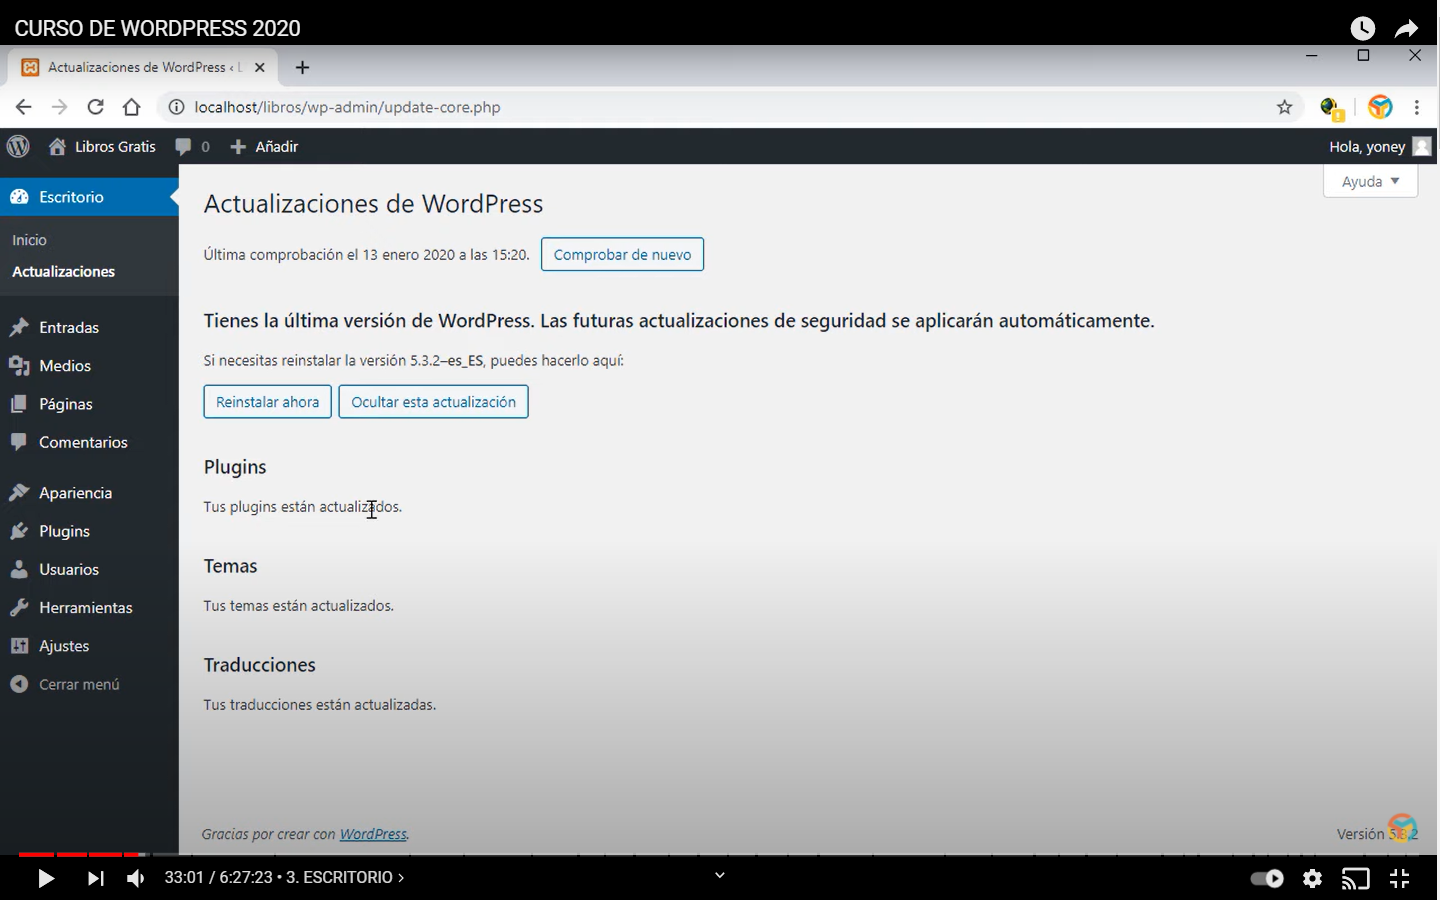 CURSO DE WORDPRESS 2020
Actualizaciones de WordPress ‹ L
localhost/libros/wp-admin/update-core.php
Libros Gratis 0 Añadir Hola, yoney
Ayuda
Escritorio
Inicio
Actualizaciones
Entradas
Medios
Páginas
Comentarios
Apariencia
Plugins
Usuarios
Herramientas
Ajustes
Cerrar menú
Actualizaciones de WordPress
Última comprobación el 13 enero 2020 a las 15:20. Comprobar de nuevo
Tienes la última versión de WordPress. Las futuras actualizaciones de seguridad se aplicarán automáticamente.
Si necesitas reinstalar la versión 5.3.2–es_ES, puedes hacerlo aquí:
Reinstalar ahora Ocultar esta actualización
Plugins
Tus plugins están actualizados.
Temas
Tus temas están actualizados.
Traducciones
Tus traducciones están actualizadas.
Gracias por crear con WordPress. Versión 5.3.2
33:01 / 6:27:23 • 3. ESCRITORIO ›